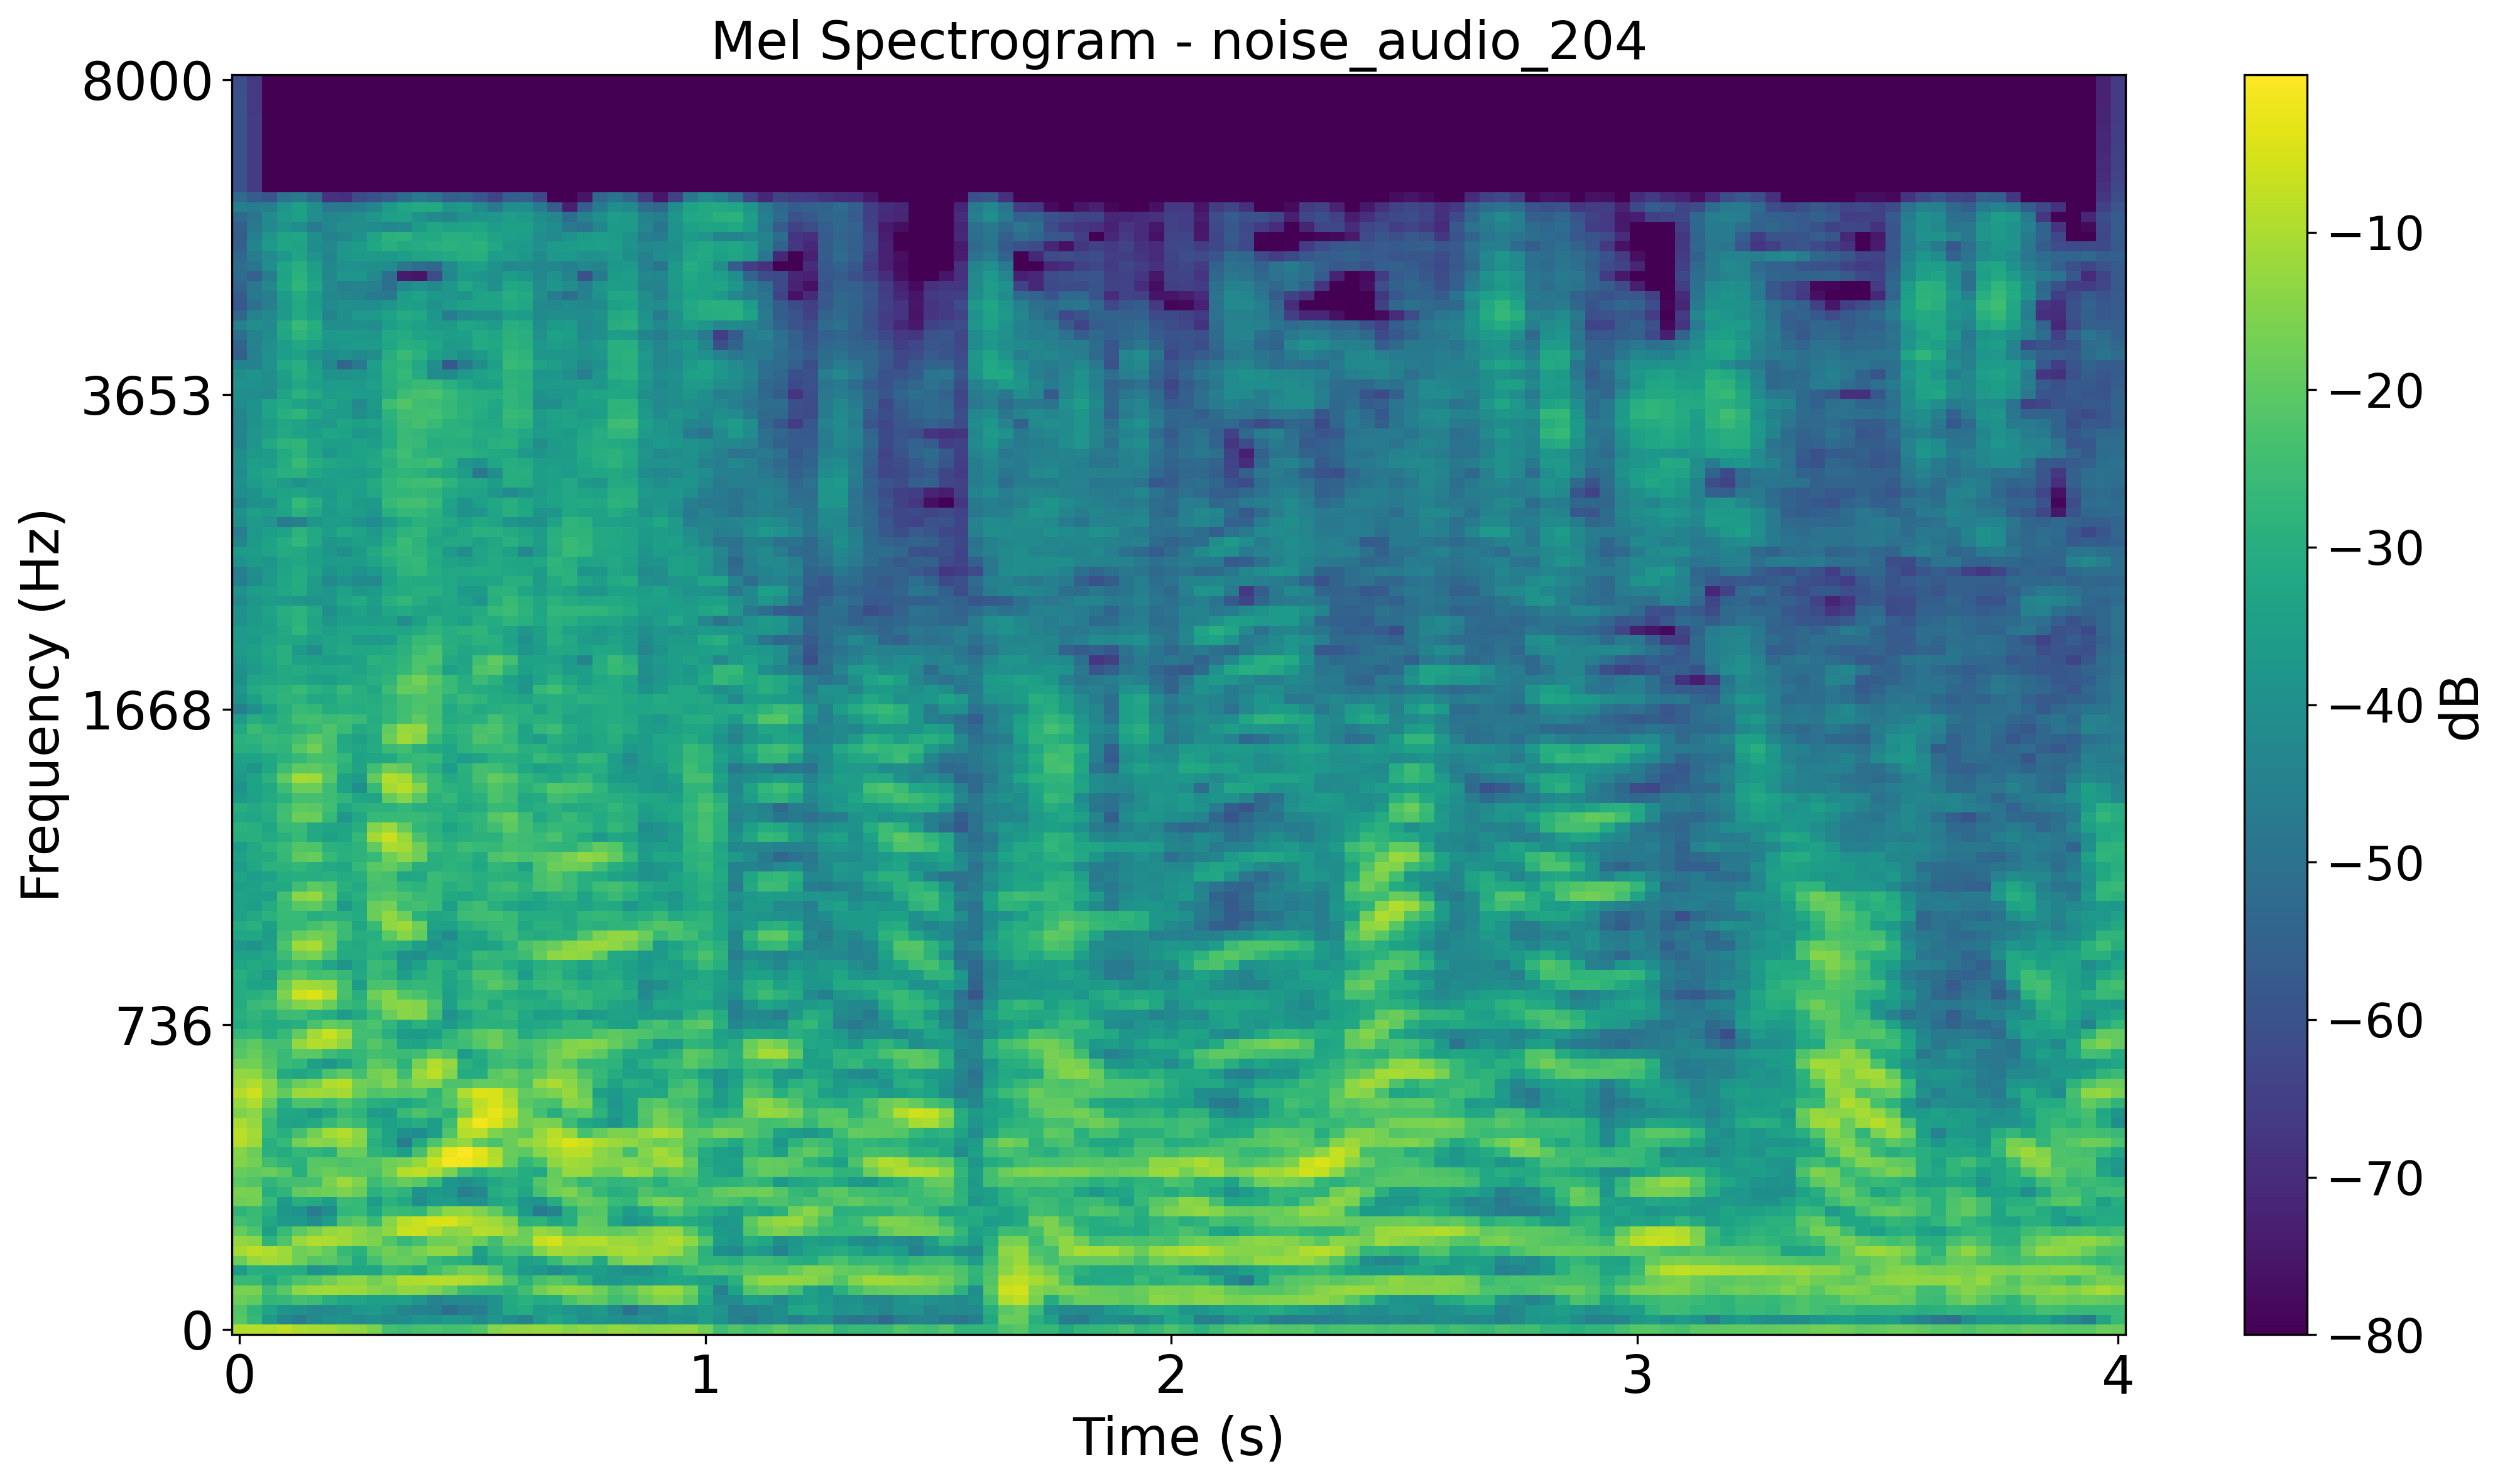 Mel Spectrogram - noise_audio_204
8000
3653
1668
736
0
Frequency (Hz)
0 1 2 3 4
Time (s)
−10
−20
−30
−40
−50
−60
−70
−80
dB